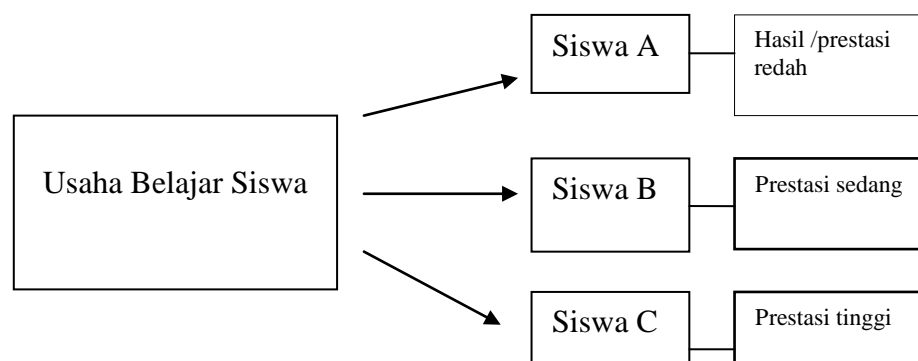 Siswa A
Hasil /prestasi
redah
Usaha Belajar Siswa
Siswa B
Prestasi sedang
Siswa C
Prestasi tinggi